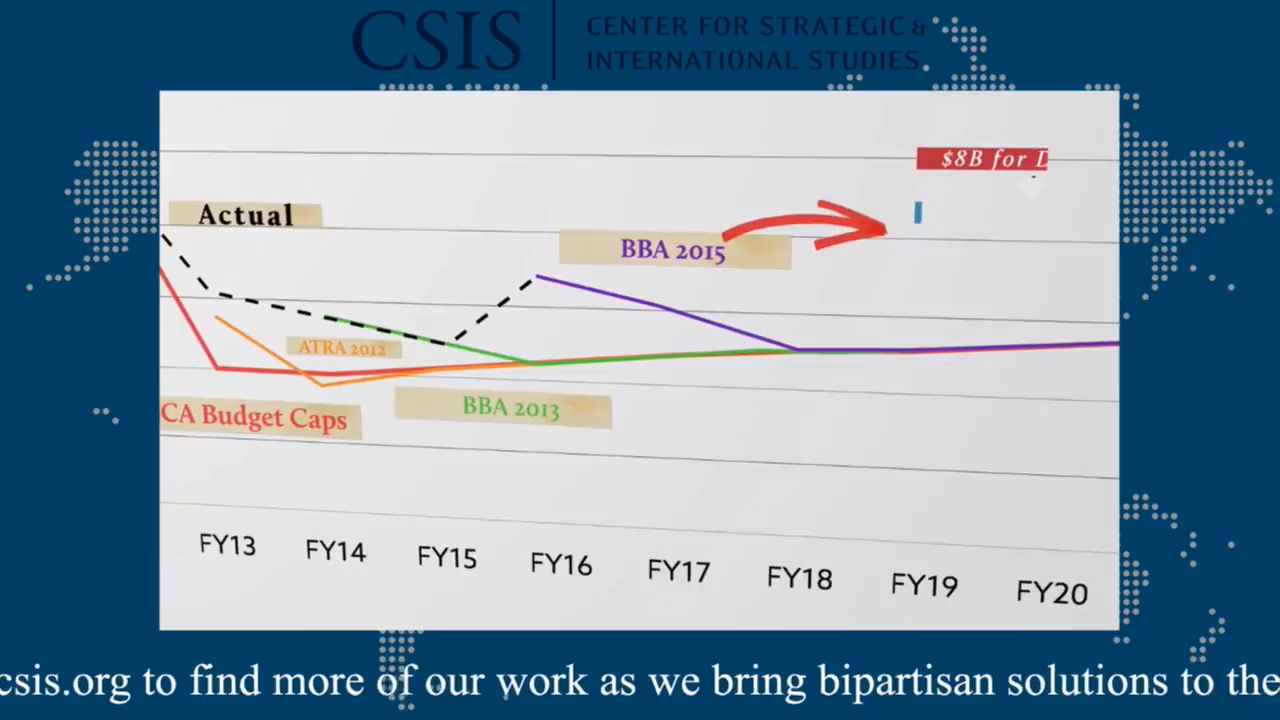 CSIS
CENTER FOR STRATEGIC &
INTERNATIONAL STUDIES
$8B for
Actual
BBA 2015
ATRA 2012
BBA 2013
CA Budget Caps
FY13 FY14 FY15 FY16 FY17 FY18 FY19 FY20
csis.org to find more of our work as we bring bipartisan solutions to the